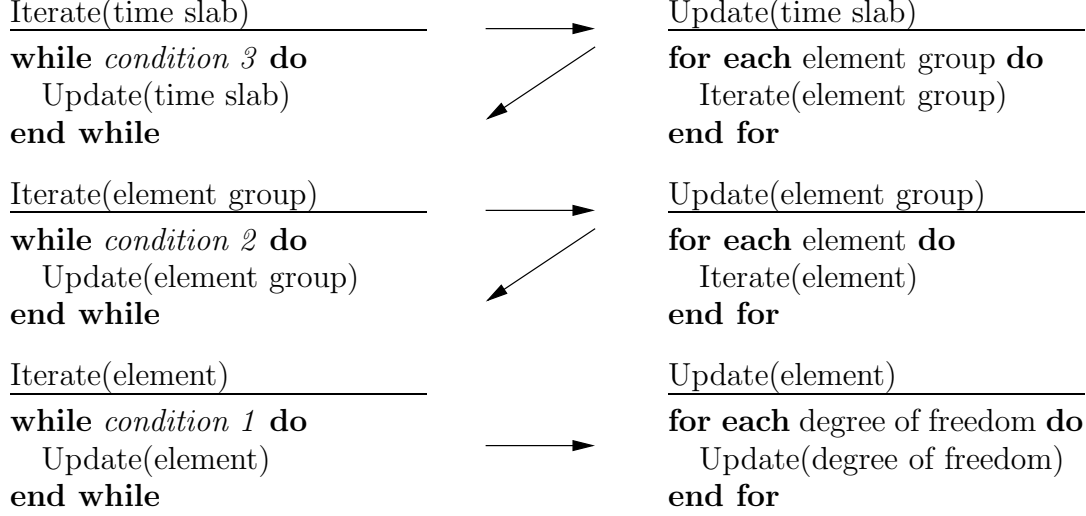 Iterate(time slab)
while condition 3 do
Update(time slab)
end while
Update(time slab)
for each element group do
Iterate(element group)
end for
Iterate(element group)
while condition 2 do
Update(element group)
end while
Update(element group)
for each element do
Iterate(element)
end for
Iterate(element)
while condition 1 do
Update(element)
end while
Update(element)
for each degree of freedom do
Update(degree of freedom)
end for